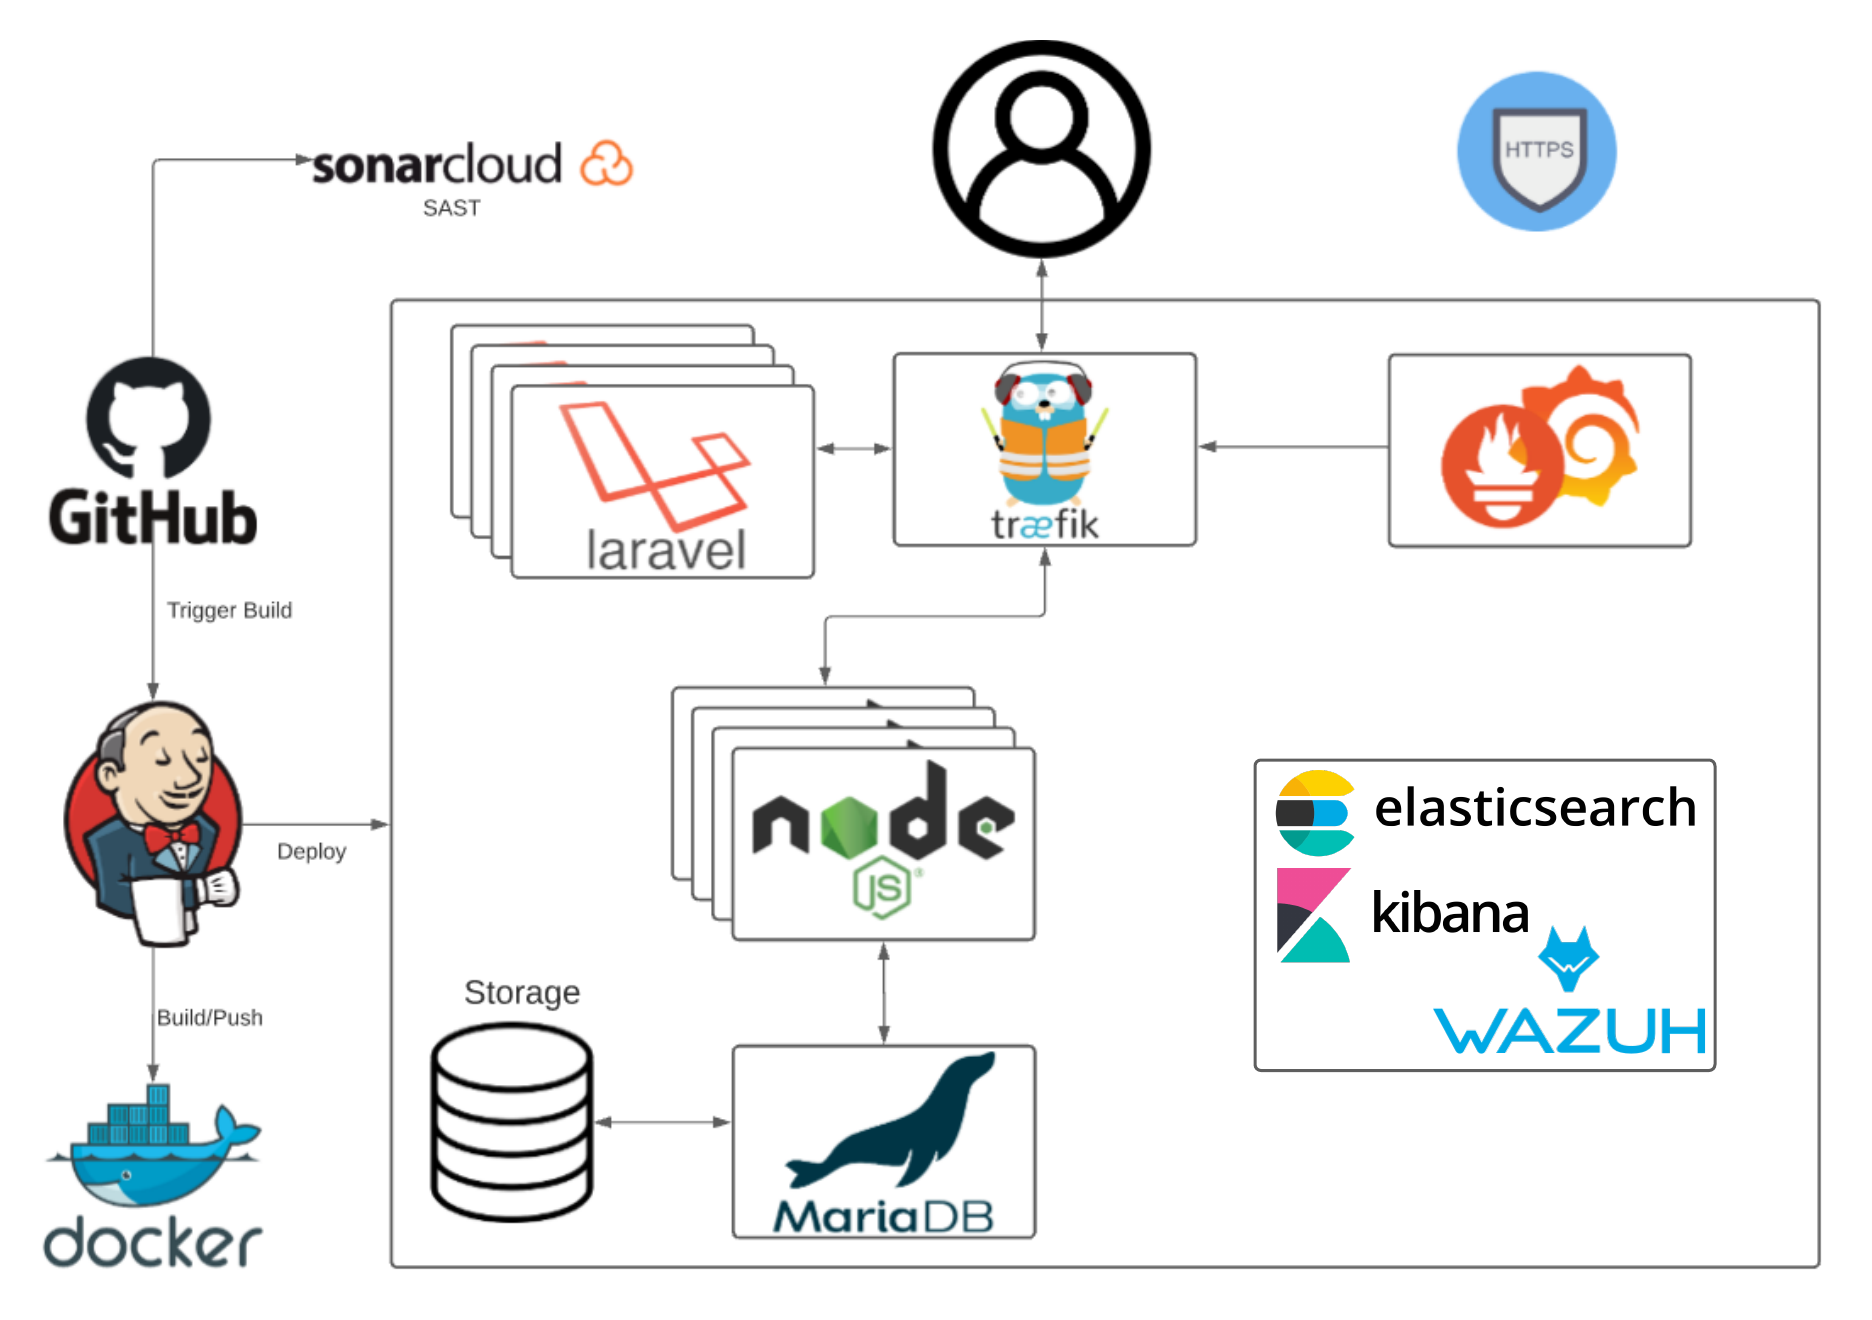 sonarcloud
SAST
HTTPS
GitHub
laravel
træfik
Trigger Build
node
JS
®
elasticsearch
kibana
WAZUH
Deploy
Storage
Build/Push
MariaDB
docker